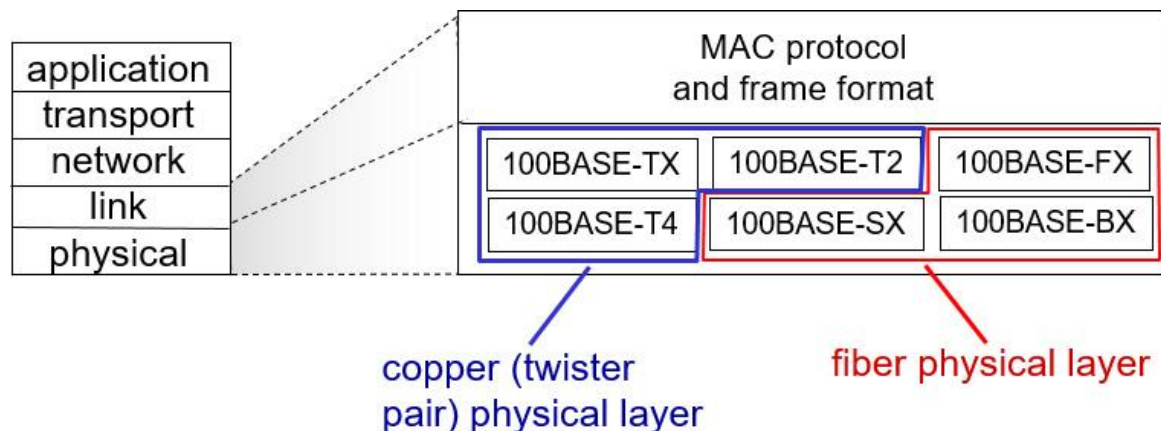 application
transport
network
link
physical
MAC protocol
and frame format
100BASE-TX
100BASE-T2
100BASE-FX
100BASE-T4
100BASE-SX
100BASE-BX
copper (twister
pair) physical layer
fiber physical layer